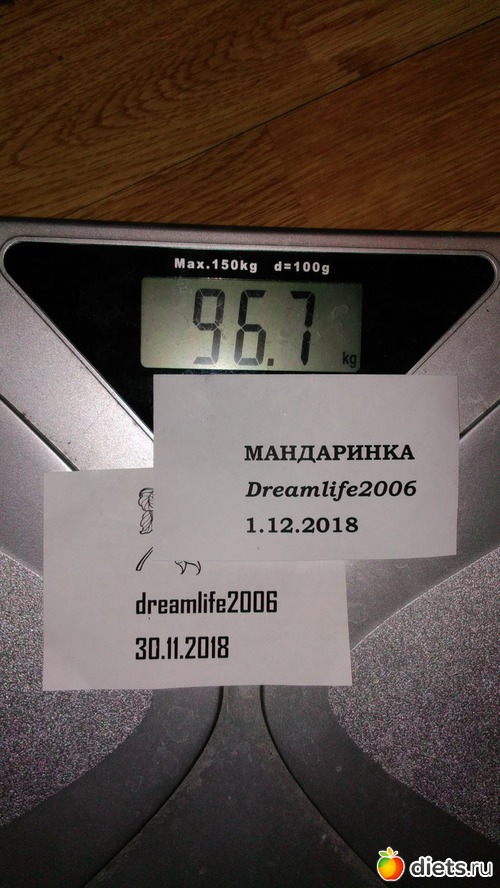 Max.150kg d=100g
96.7 kg
МАНДАРИНКА
Dreamlife2006
1.12.2018
dreamlife2006
30.11.2018
diets.ru